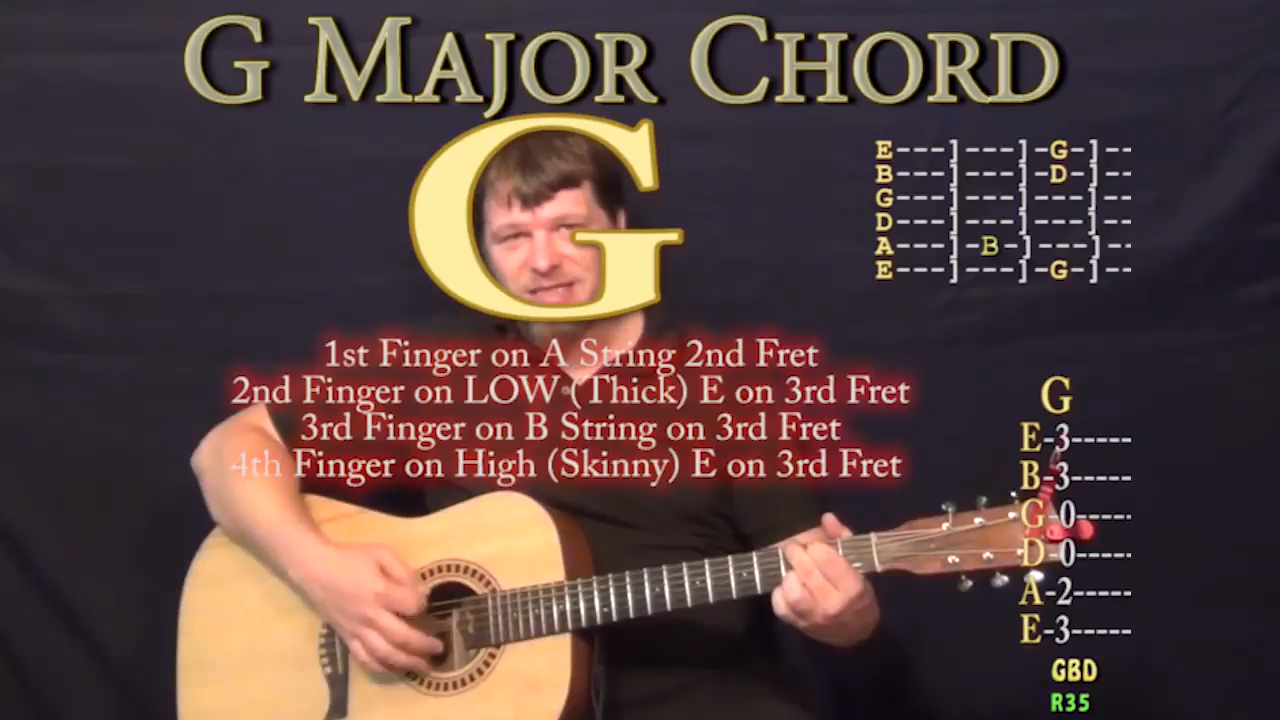 G MAJOR CHORD
G
E---]---]-G-]--
B---]---]-D-]--
G---]---]---]--
D---]---]---]--
A---]-B-]---]--
E---]---]-G-]--
1st Finger on A String 2nd Fret
2nd Finger on LOW (Thick) E on 3rd Fret
3rd Finger on B String on 3rd Fret
4th Finger on High (Skinny) E on 3rd Fret
G
E-3-----
B-3-----
G-0-----
D-0-----
A-2-----
E-3-----
GBD
R35